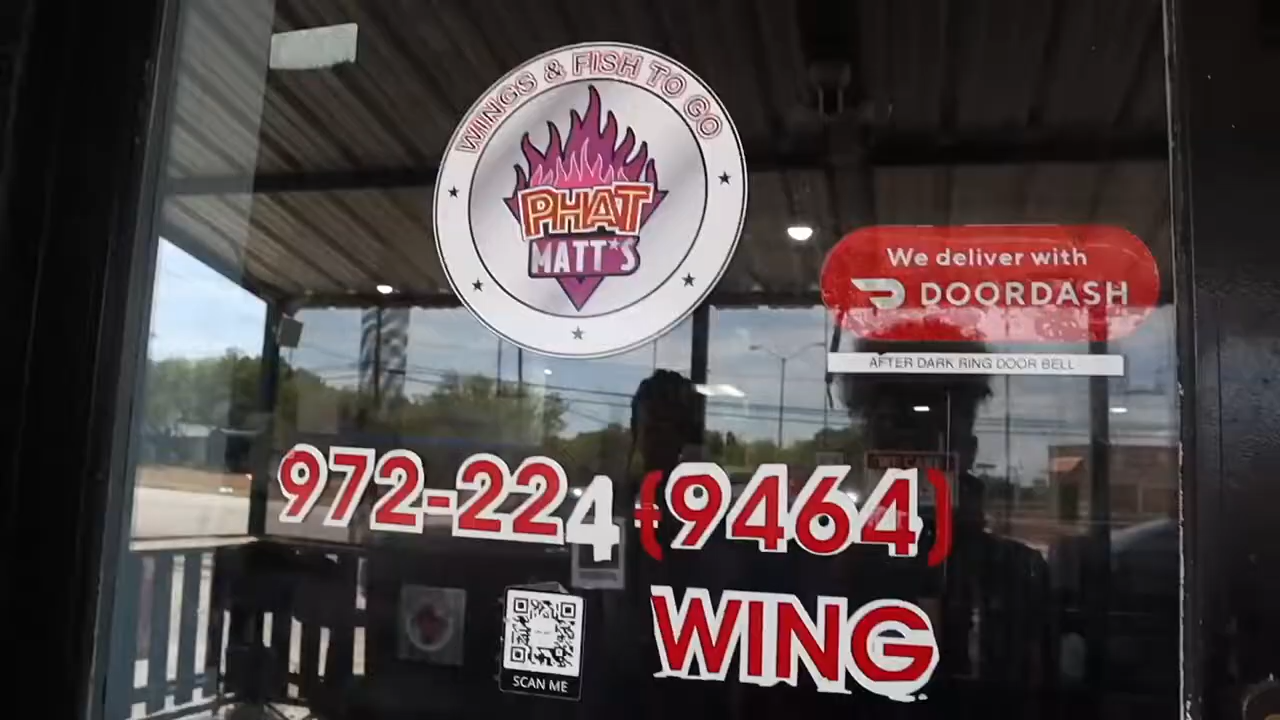 WINGS & FISH TO GO
PHAT
MATT'S
We deliver with
DOORDASH
AFTER DARK RING DOOR BELL
972-224-(9464)
WING
SCAN ME